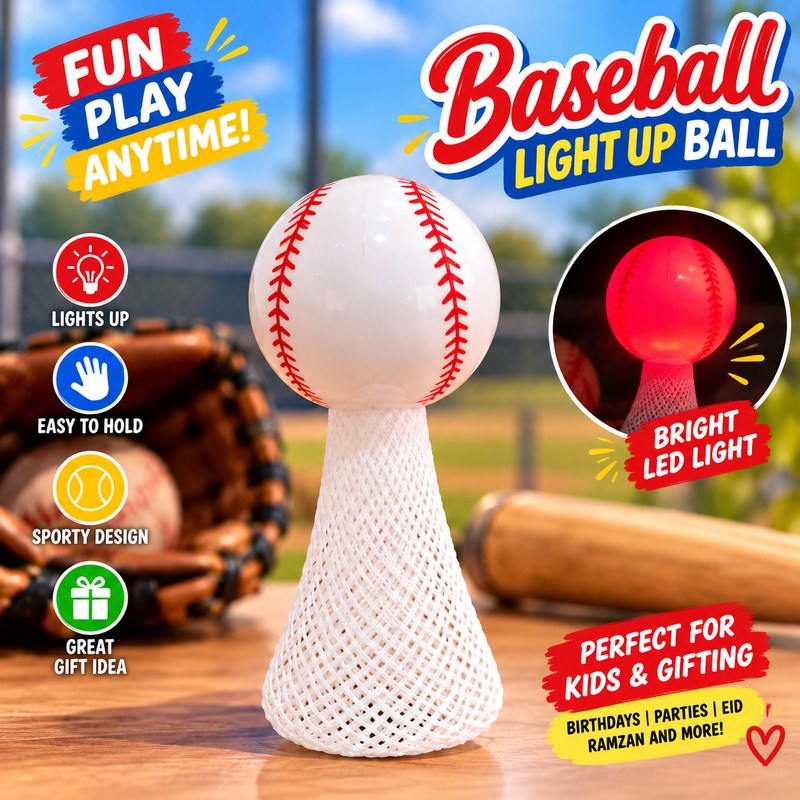 FUN
PLAY
ANYTIME!
Baseball
LIGHT UP BALL
LIGHTS UP
EASY TO HOLD
SPORTY DESIGN
GREAT
GIFT IDEA
BRIGHT
LED LIGHT
PERFECT FOR
KIDS & GIFTING
BIRTHDAYS | PARTIES | EID
RAMZAN AND MORE!